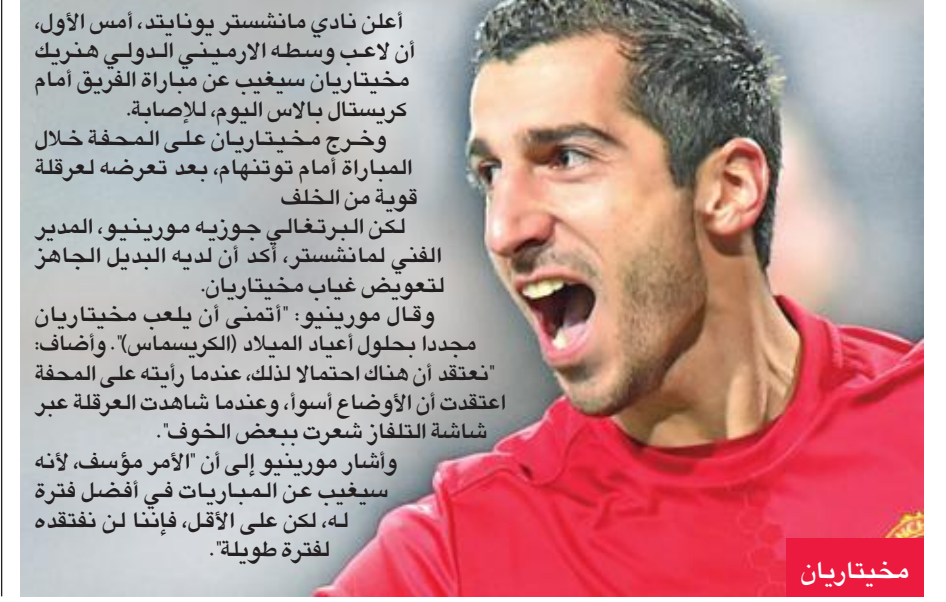 أعلن نادي مانشستر يونايتد، أمس الأول،
أن لاعب وسطه الارميني الدولي هنريك
مخيتاريان سيغيب عن مباراة الفريق أمام
كريستال بالاس اليوم، للإصابة.
وخرج مخيتاريان على المحفة خلال
المباراة أمام توتنهام، بعد تعرضه لعرقلة
قوية من الخلف
لكن البرتغالي جوزيه مورينيو، المدير
الفني لمانشستر، أكد أن لديه البديل الجاهز
لتعويض غياب مخيتاريان.
وقال مورينيو: "أتمنى أن يلعب مخيتاريان
مجددا بحلول أعياد الميلاد (الكريسماس)". وأضاف:
"نعتقد أن هناك احتمالا لذلك، عندما رأيته على المحفة
اعتقدت أن الأوضاع أسوأ، وعندما شاهدت العرقلة عبر
شاشة التلفاز شعرت ببعض الخوف".
وأشار مورينيو إلى أن "الأمر مؤسف، لأنه
سيغيب عن المباريات في أفضل فترة
له، لكن على الأقل، فإننا لن نفتقده
لفترة طويلة".
مخيتاريان